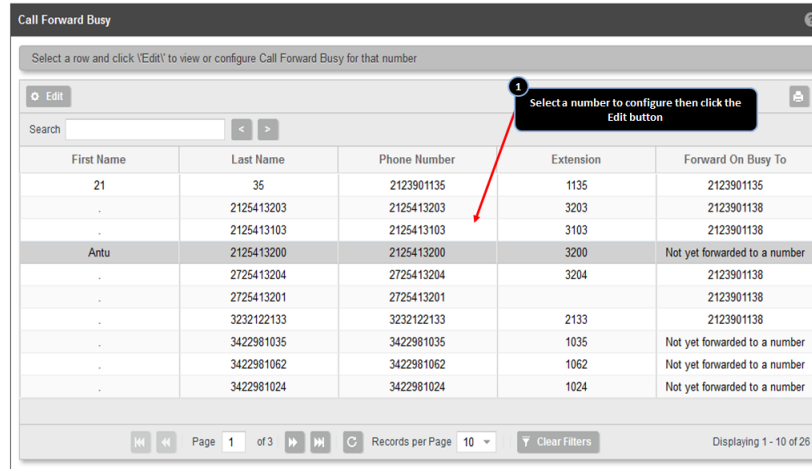 Call Forward Busy
Select a row and click \'Edit\' to view or configure Call Forward Busy for that number
Edit
1
Select a number to configure then click the
Edit button
Search < >
First Name Last Name Phone Number Extension Forward On Busy To
21 35 2123901135 1135 2123901135
. 2125413203 2125413203 3203 2123901138
. 2125413103 2125413103 3103 2123901138
Antu 2125413200 2125413200 3200 Not yet forwarded to a number
. 2725413204 2725413204 3204 2123901138
. 2725413201 2725413201 2123901138
. 3232122133 3232122133 2133 2123901138
. 3422981035 3422981035 1035 Not yet forwarded to a number
. 3422981062 3422981062 1062 Not yet forwarded to a number
. 3422981024 3422981024 1024 Not yet forwarded to a number
Page 1 of 3 Records per Page 10 Clear Filters Displaying 1 - 10 of 26